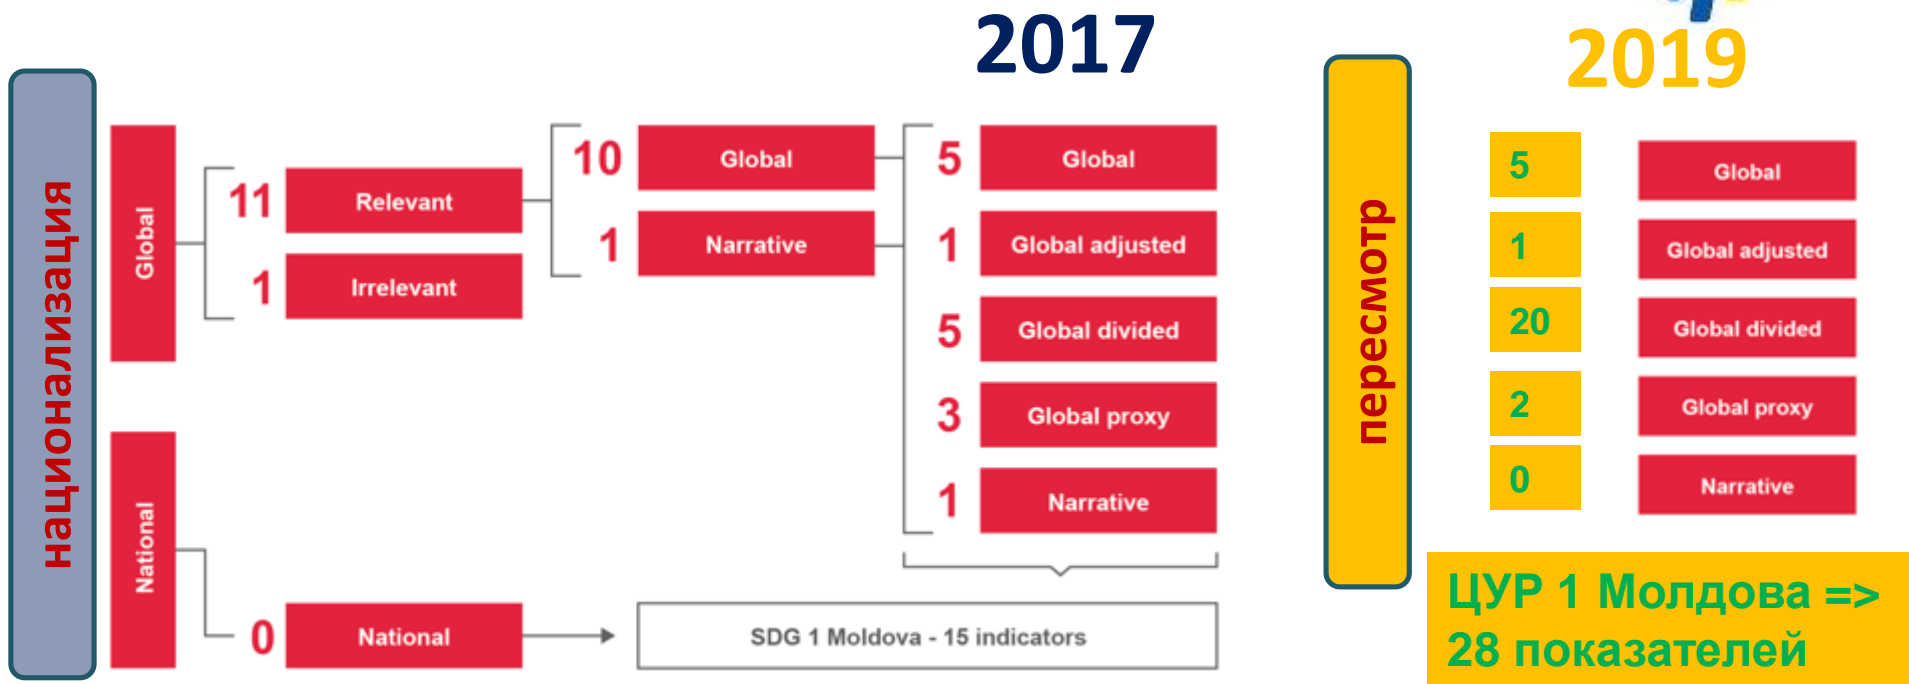 2017
2019
национализация
Global
11
Relevant
1
Irrelevant
10
Global
1
Narrative
5
Global
1
Global adjusted
5
Global divided
3
Global proxy
1
Narrative
National
0
National
SDG 1 Moldova - 15 indicators
пересмотр
5
Global
1
Global adjusted
20
Global divided
2
Global proxy
0
Narrative
ЦУР 1 Молдова =>
28 показателей